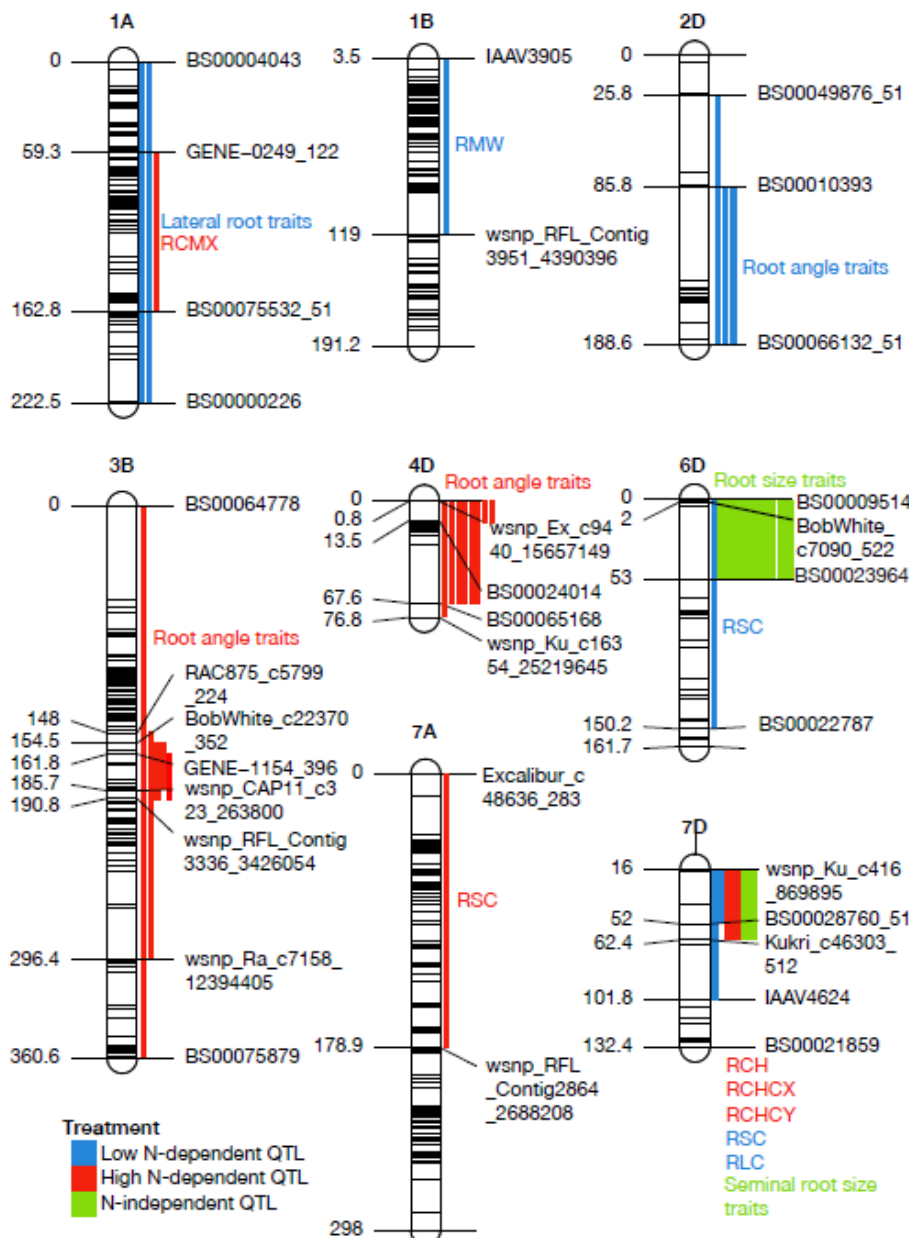 1A
0
BS00004043
59.3
GENE-0249_122
Lateral root traits
RCMX
162.8
BS00075532_51
222.5
BS00000226
1B
3.5
IAAV3905
RMW
119
wsnp_RFL_Contig
3951_4390396
191.2
2D
0
25.8
BS00049876_51
85.8
BS00010393
Root angle traits
188.6
BS00066132_51
3B
0
BS00064778
Root angle traits
RAC875_c5799
_224
148
BobWhite_c22370
_352
154.5
161.8
GENE-1154_396
185.7
wsnp_CAP11_c3
23_263800
190.8
wsnp_RFL_Contig
3336_3426054
296.4
wsnp_Ra_c7158_
12394405
360.6
BS00075879
4D
Root angle traits
0
0.8
wsnp_Ex_c94
40_15657149
13.5
BS00024014
67.6
BS00065168
76.8
wsnp_Ku_c163
54_25219645
6D
Root size traits
0
BS00009514
2
BobWhite_
c7090_522
53
BS00023964
RSC
150.2
BS00022787
161.7
7A
0
Excalibur_c
48636_283
RSC
178.9
wsnp_RFL
_Contig2864
_2688208
298
7D
16
wsnp_Ku_c416
_869895
52
BS00028760_51
62.4
Kukri_c46303_
512
101.8
IAAV4624
132.4
BS00021859
RCH
RCHCX
RCHCY
RSC
RLC
Seminal root size
traits
Treatment
Low N-dependent QTL
High N-dependent QTL
N-independent QTL